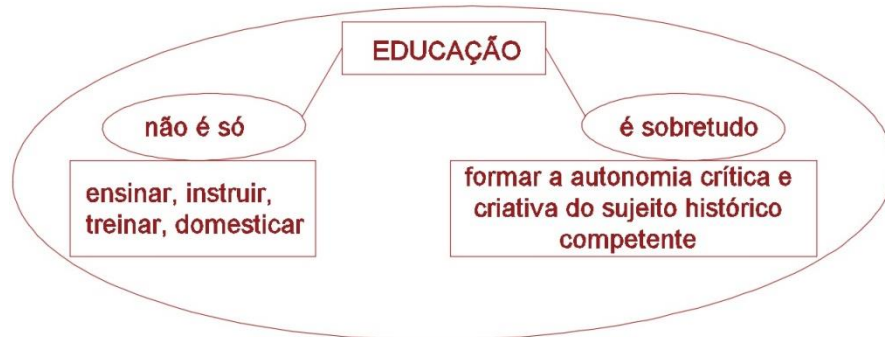 EDUCAÇÃO
não é só
ensinar, instruir,
treinar, domesticar
é sobretudo
formar a autonomia crítica e
criativa do sujeito histórico
competente